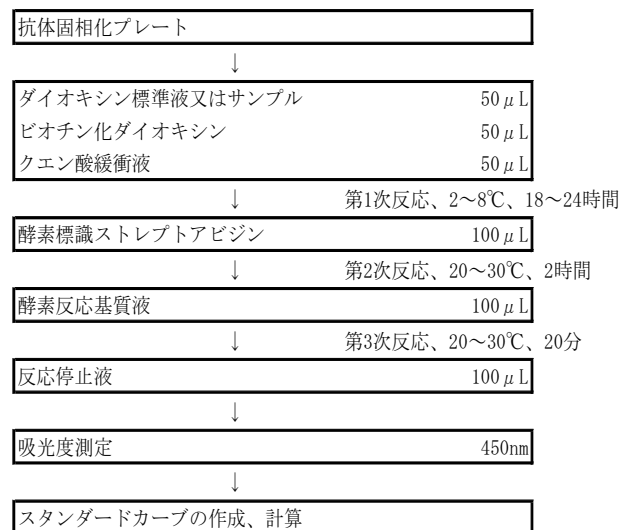 抗体固相化プレート
↓
ダイオキシン標準液又はサンプル 50μL
ビオチン化ダイオキシン 50μL
クエン酸緩衝液 50μL
↓ 第1次反応、2～8℃、18～24時間
酵素標識ストレプトアビジン 100μL
↓ 第2次反応、20～30℃、2時間
酵素反応基質液 100μL
↓ 第3次反応、20～30℃、20分
反応停止液 100μL
↓
吸光度測定 450nm
↓
スタンダードカーブの作成、計算